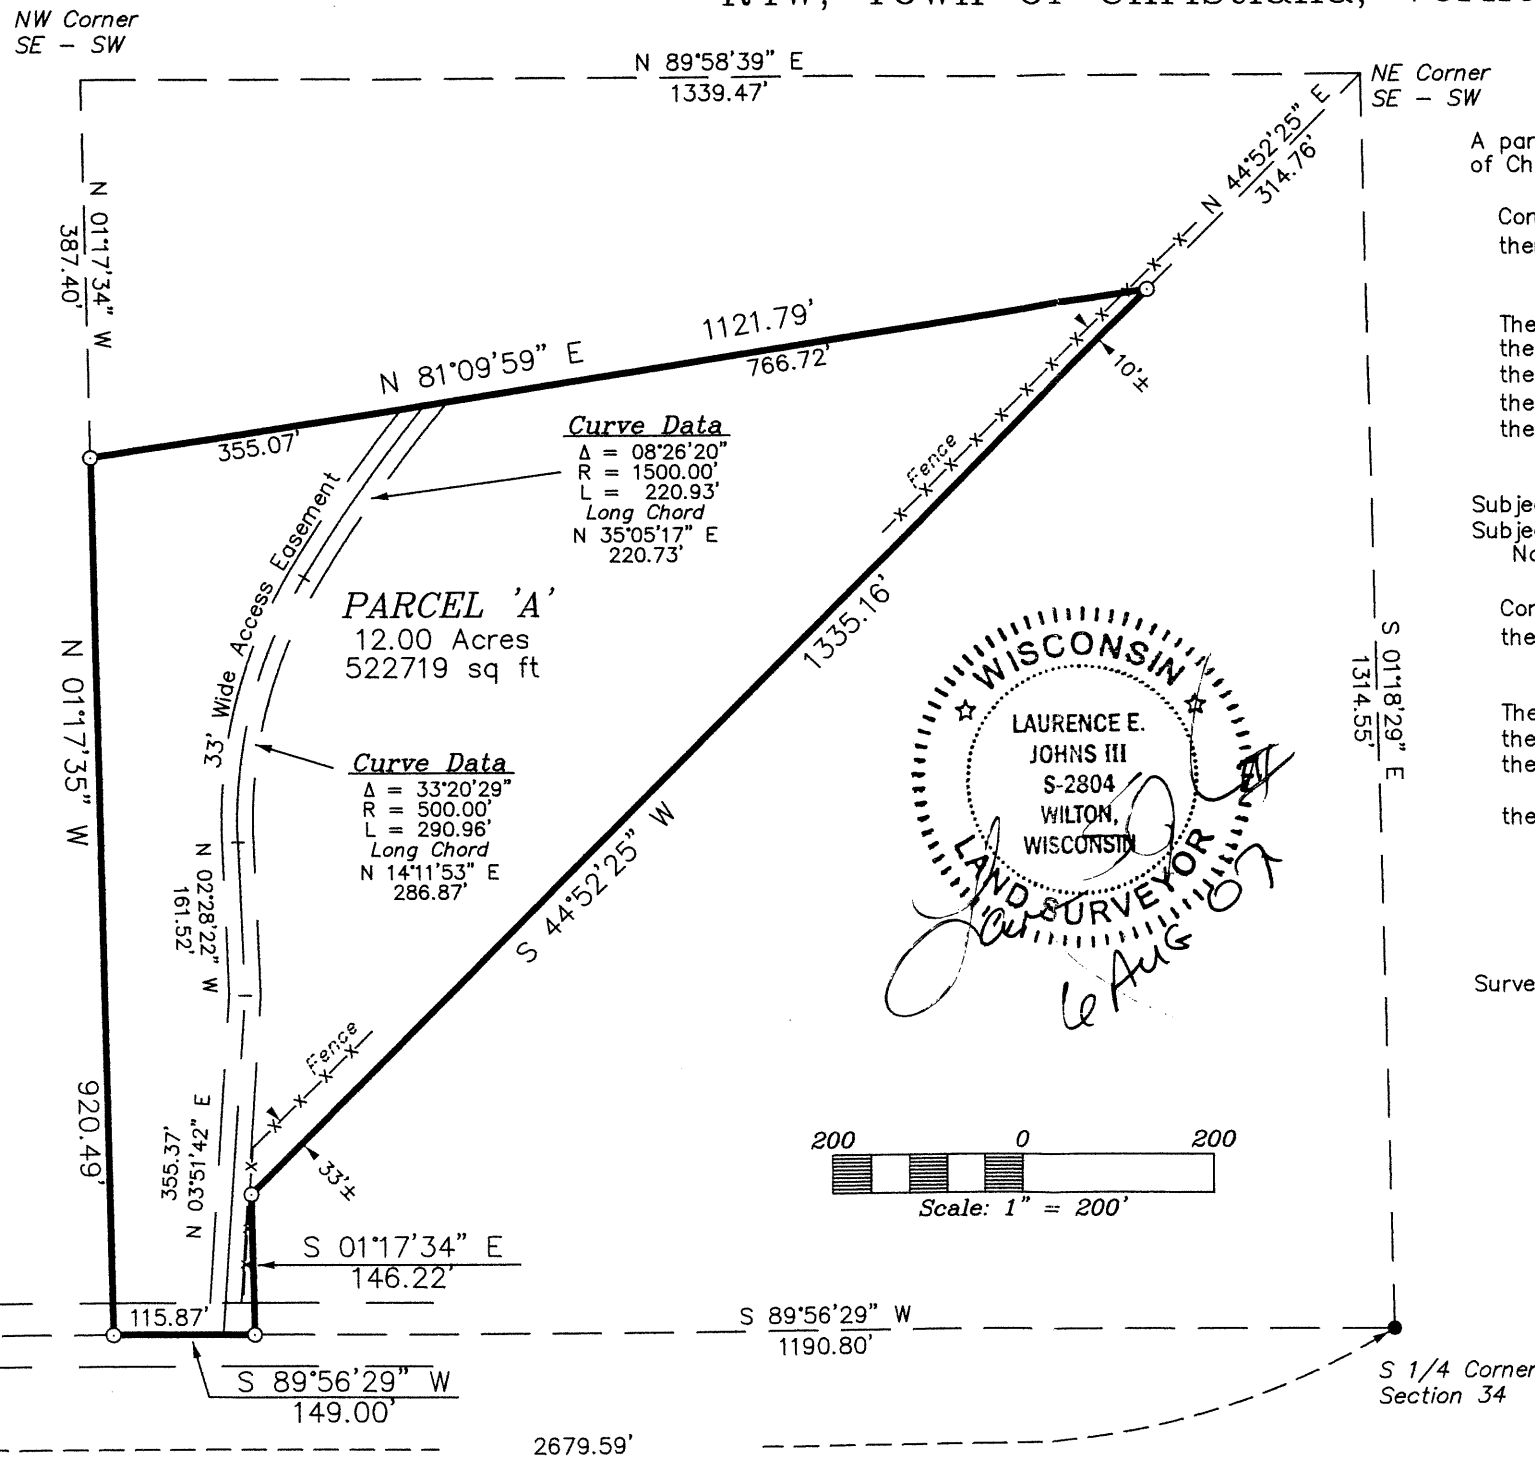 NW Corner
SE - SW
N 89°58'39" E
1339.47'
NE Corner
SE - SW
N 44°52'25" E
314.76'
N 01°17'34" W
387.40'
A par
of Ch
Con
the
The
the
the
the
the
1121.79'
N 81°09'59" E
766.72'
10'±
355.07'
Curve Data
Δ = 08°26'20"
R = 1500.00'
L = 220.93'
Long Chord
N 35°05'17" E
220.73'
Fence
33' Wide Access Easement
Subje
Subje
No
PARCEL 'A'
12.00 Acres
522719 sq ft
1335.16'
Cor
the
S 01°18'29" E
1314.55'
N 01°17'35" W
920.49'
WISCONSIN
LAURENCE E.
JOHNS III
S-2804
WILTON,
WISCONSIN
LAND SURVEYOR
6 AUG 07
The
the
the
the
Curve Data
Δ = 33°20'29"
R = 500.00'
L = 290.96'
Long Chord
N 14°11'53" E
286.87'
N 02°28'22" W
161.52'
S 44°52'25" W
Surve
Fence
33'±
355.37'
N 03°51'42" E
200 0 200
Scale: 1" = 200'
S 01°17'34" E
146.22'
115.87'
S 89°56'29" W
1190.80'
S 89°56'29" W
149.00'
S 1/4 Corner
Section 34
2679.59'